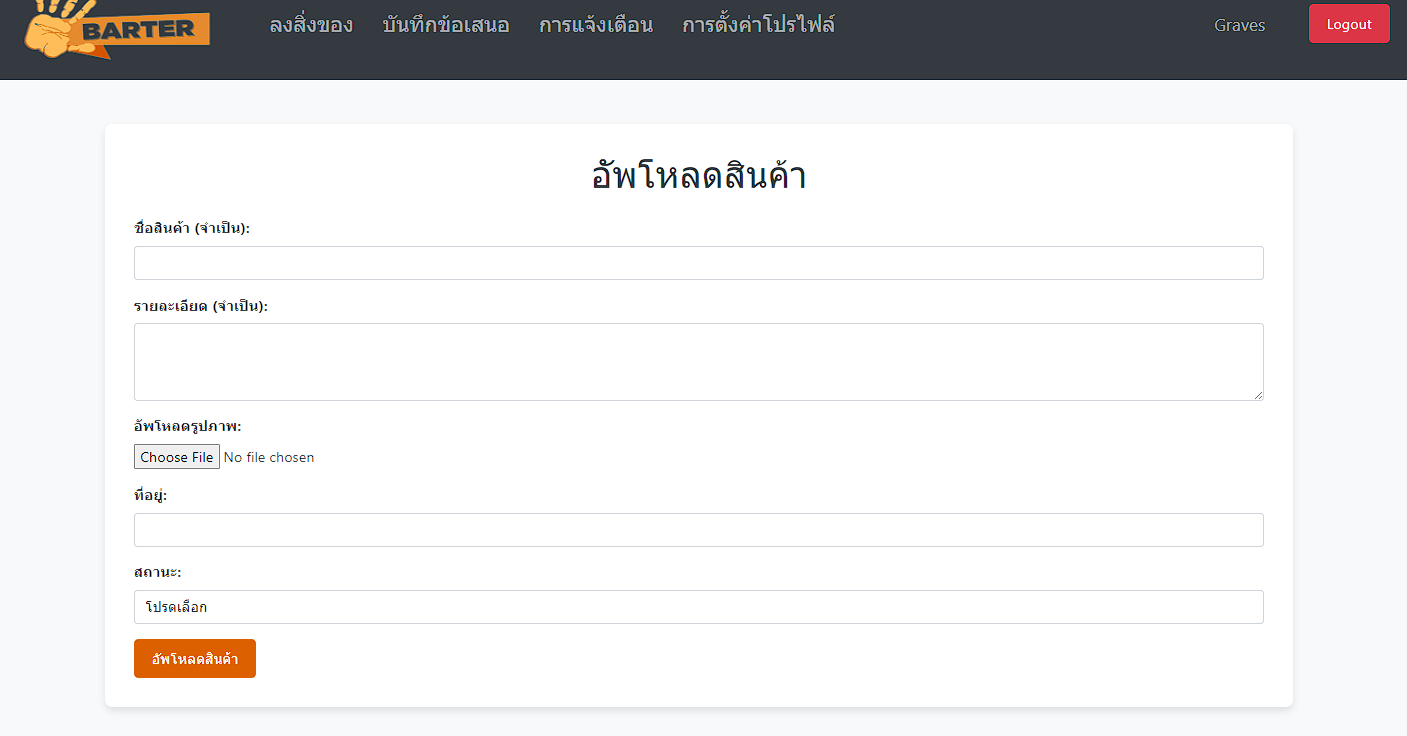 BARTER ลงสิ่งของ บันทึกข้อเสนอ การแจ้งเตือน การตั้งค่าโปรไฟล์ Graves Logout
อัพโหลดสินค้า
ชื่อสินค้า (จำเป็น):
รายละเอียด (จำเป็น):
อัพโหลดรูปภาพ:
Choose File No file chosen
ที่อยู่:
สถานะ:
โปรดเลือก
อัพโหลดสินค้า